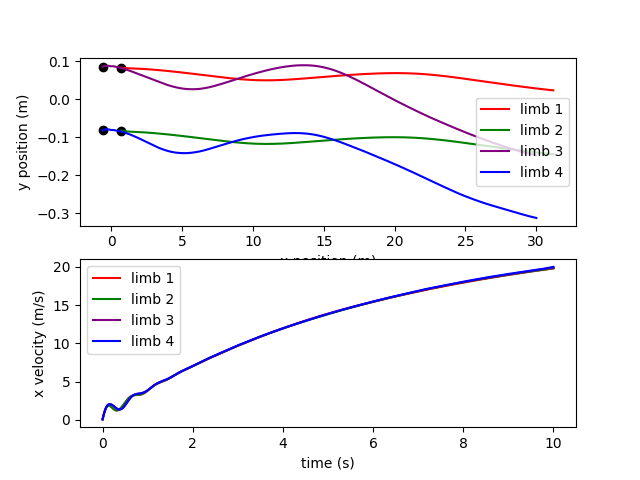 0.1
0.0
−0.1
−0.2
−0.3
y position (m)
limb 1
limb 2
limb 3
limb 4
0
5
10
15
20
25
30
x position (m)
20
15
10
5
0
x velocity (m/s)
limb 1
limb 2
limb 3
limb 4
0
2
4
6
8
10
time (s)